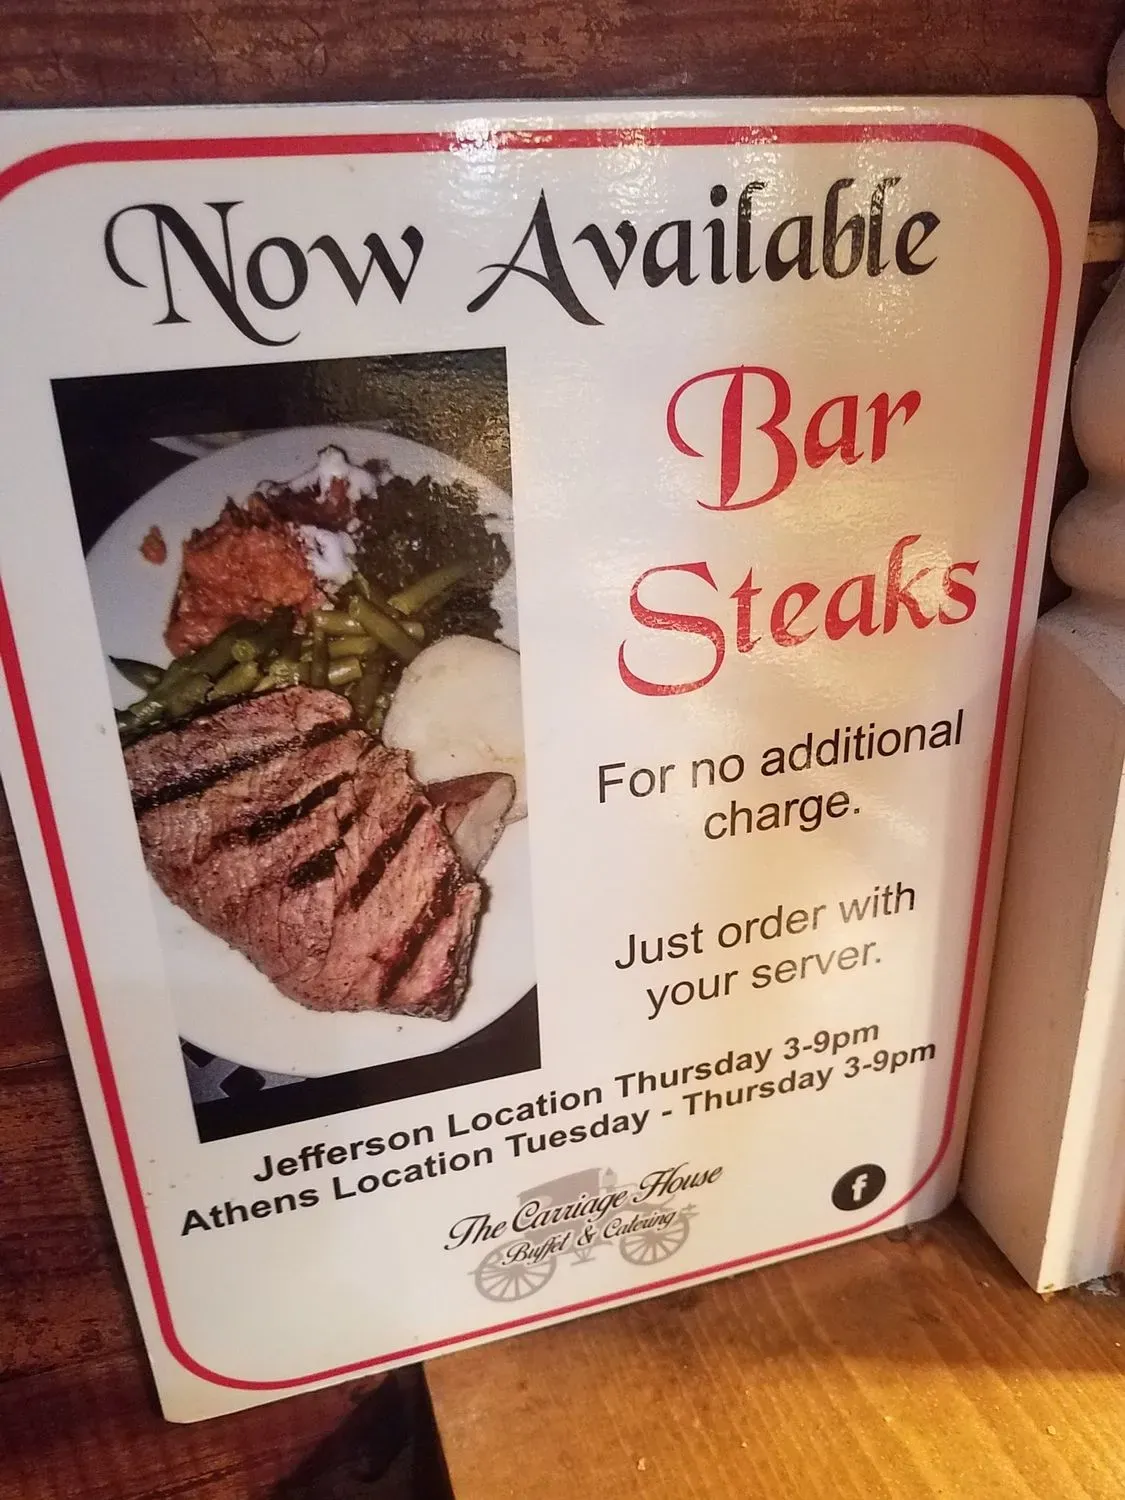 Now Available
Bar
Steaks
For no additional
charge.
Just order with
your server.
Jefferson Location Thursday 3-9pm
Athens Location Tuesday - Thursday 3-9pm
The Carriage House
Buffet & Catering
f